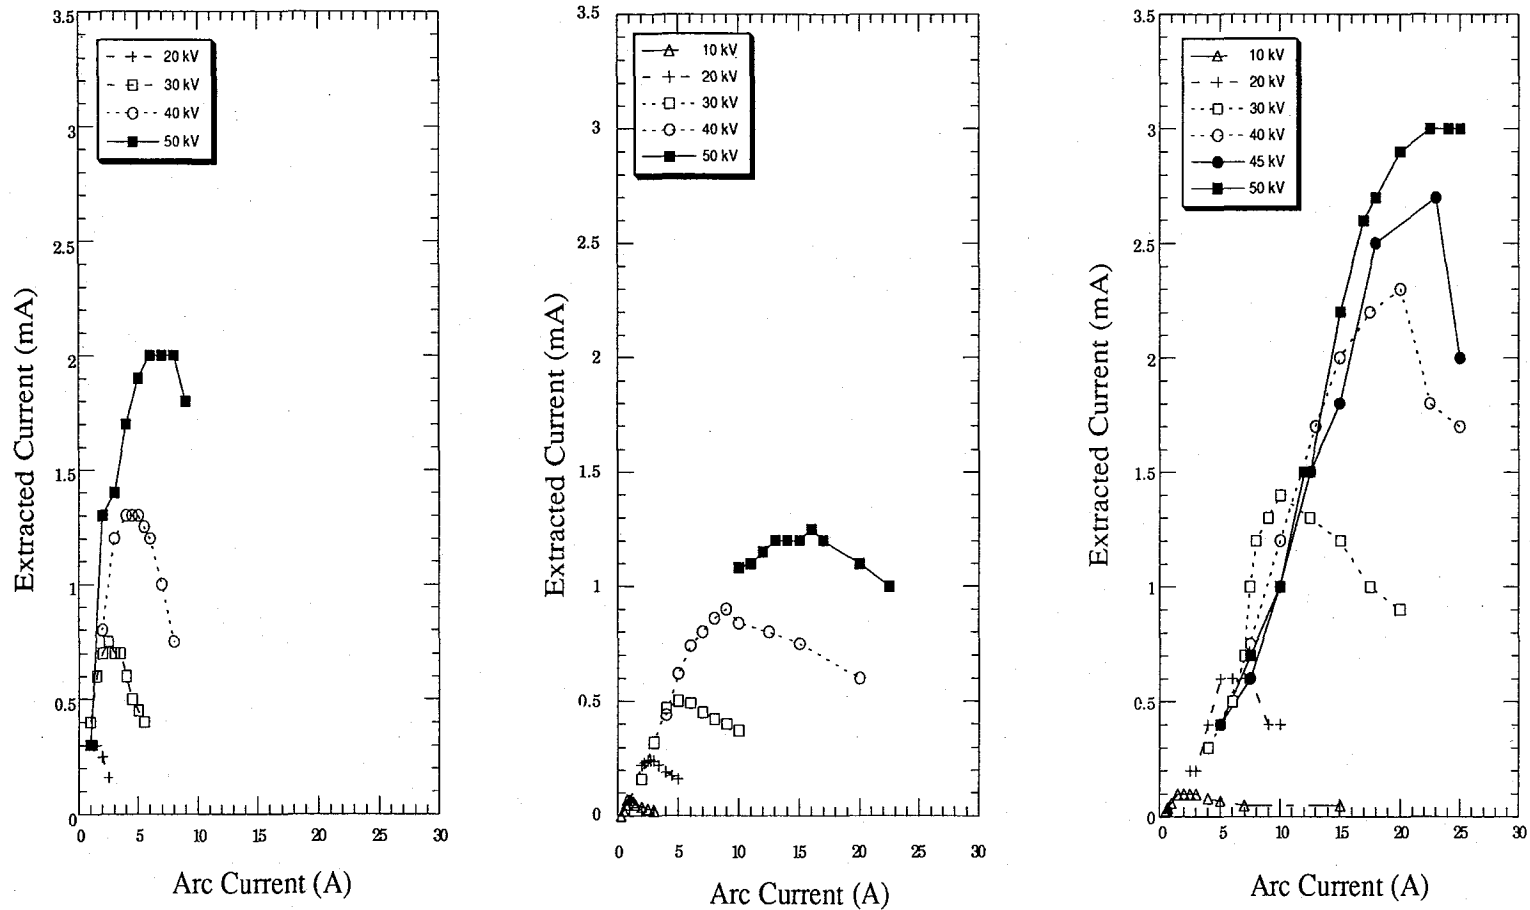 3.5
3
2.5
2
1.5
1
0.5
0
20 kV
30 kV
40 kV
50 kV
0 5 10 15 20 25 30
Extracted Current (mA)
Arc Current (A)
3.5
3
2.5
2
1.5
1
0.5
0
10 kV
20 kV
30 kV
40 kV
50 kV
0 5 10 15 20 25 30
Extracted Current (mA)
Arc Current (A)
3.5
3
2.5
2
1.5
1
0.5
0
10 kV
20 kV
30 kV
40 kV
45 kV
50 kV
0 5 10 15 20 25 30
Extracted Current (mA)
Arc Current (A)